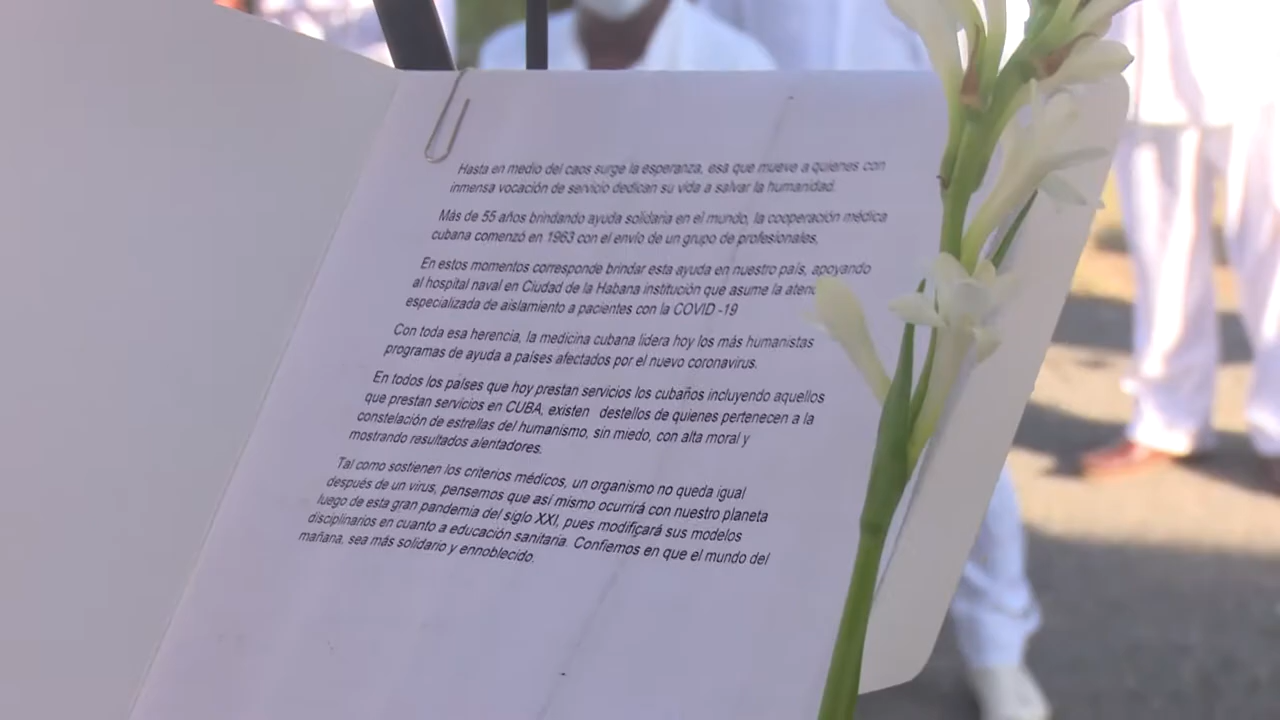 Hasta en medio del caos surge la esperanza, esa que mueve a quienes con
inmensa vocación de servicio dedican su vida a salvar la humanidad.
Más de 55 años brindando ayuda solidaria en el mundo, la cooperación médica
cubana comenzó en 1963 con el envío de un grupo de profesionales,
En estos momentos corresponde brindar esta ayuda en nuestro país, apoyando
al hospital naval en Ciudad de la Habana institución que asume la
especializada de aislamiento a pacientes con la COVID -19
Con toda esa herencia, la medicina cubana lidera hoy los más humanistas
programas de ayuda a países afectados por el nuevo coronavirus.
En todos los países que hoy prestan servicios los cubaños incluyendo aquellos
que prestan servicios en CUBA, existen destellos de quienes pertenecen a la
constelación de estrellas del humanismo, sin miedo, con alta moral y
mostrando resultados alentadores.
Tal como sostienen los criterios médicos, un organismo no queda igual
después de un virus, pensemos que así mismo ocurrirá con nuestro planeta
luego de esta gran pandemia del siglo XXI, pues modificará sus modelos
disciplinarios en cuanto a educación sanitaria. Confiemos en que el mundo del
mañana, sea más solidario y ennoblecido.